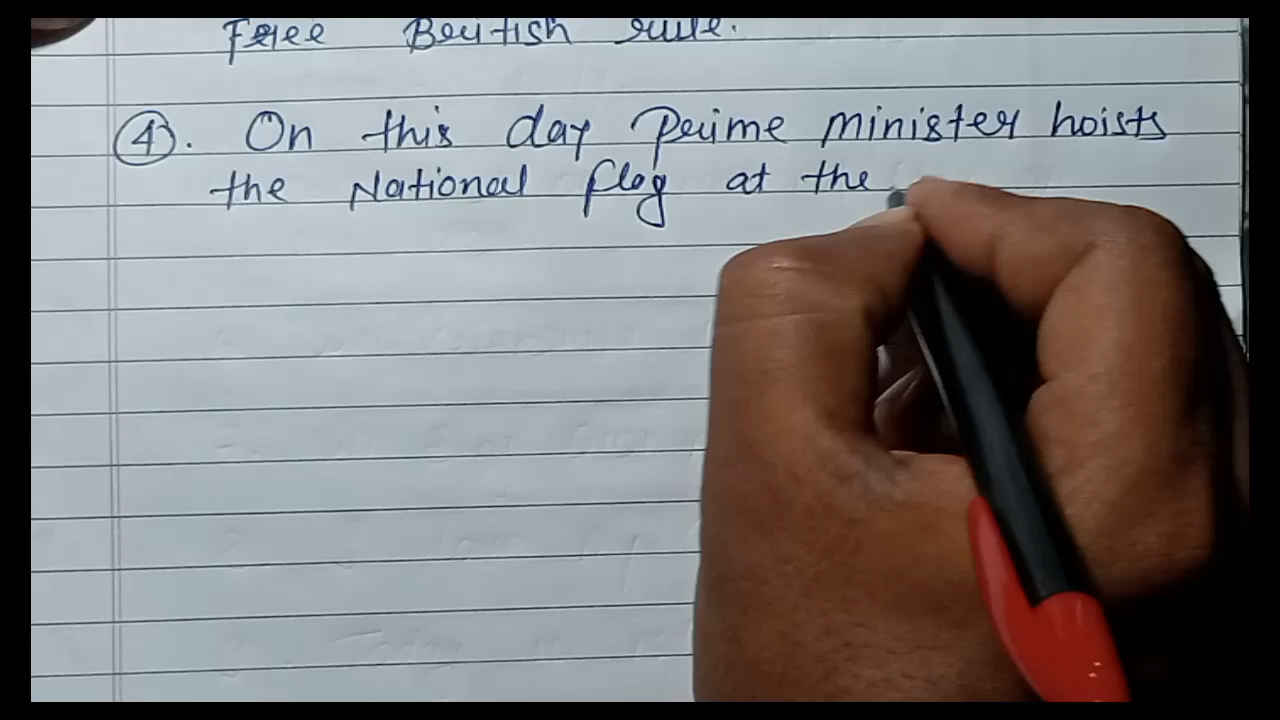 Free British rule.
④. On this day Prime minister hoists
the National flag at the